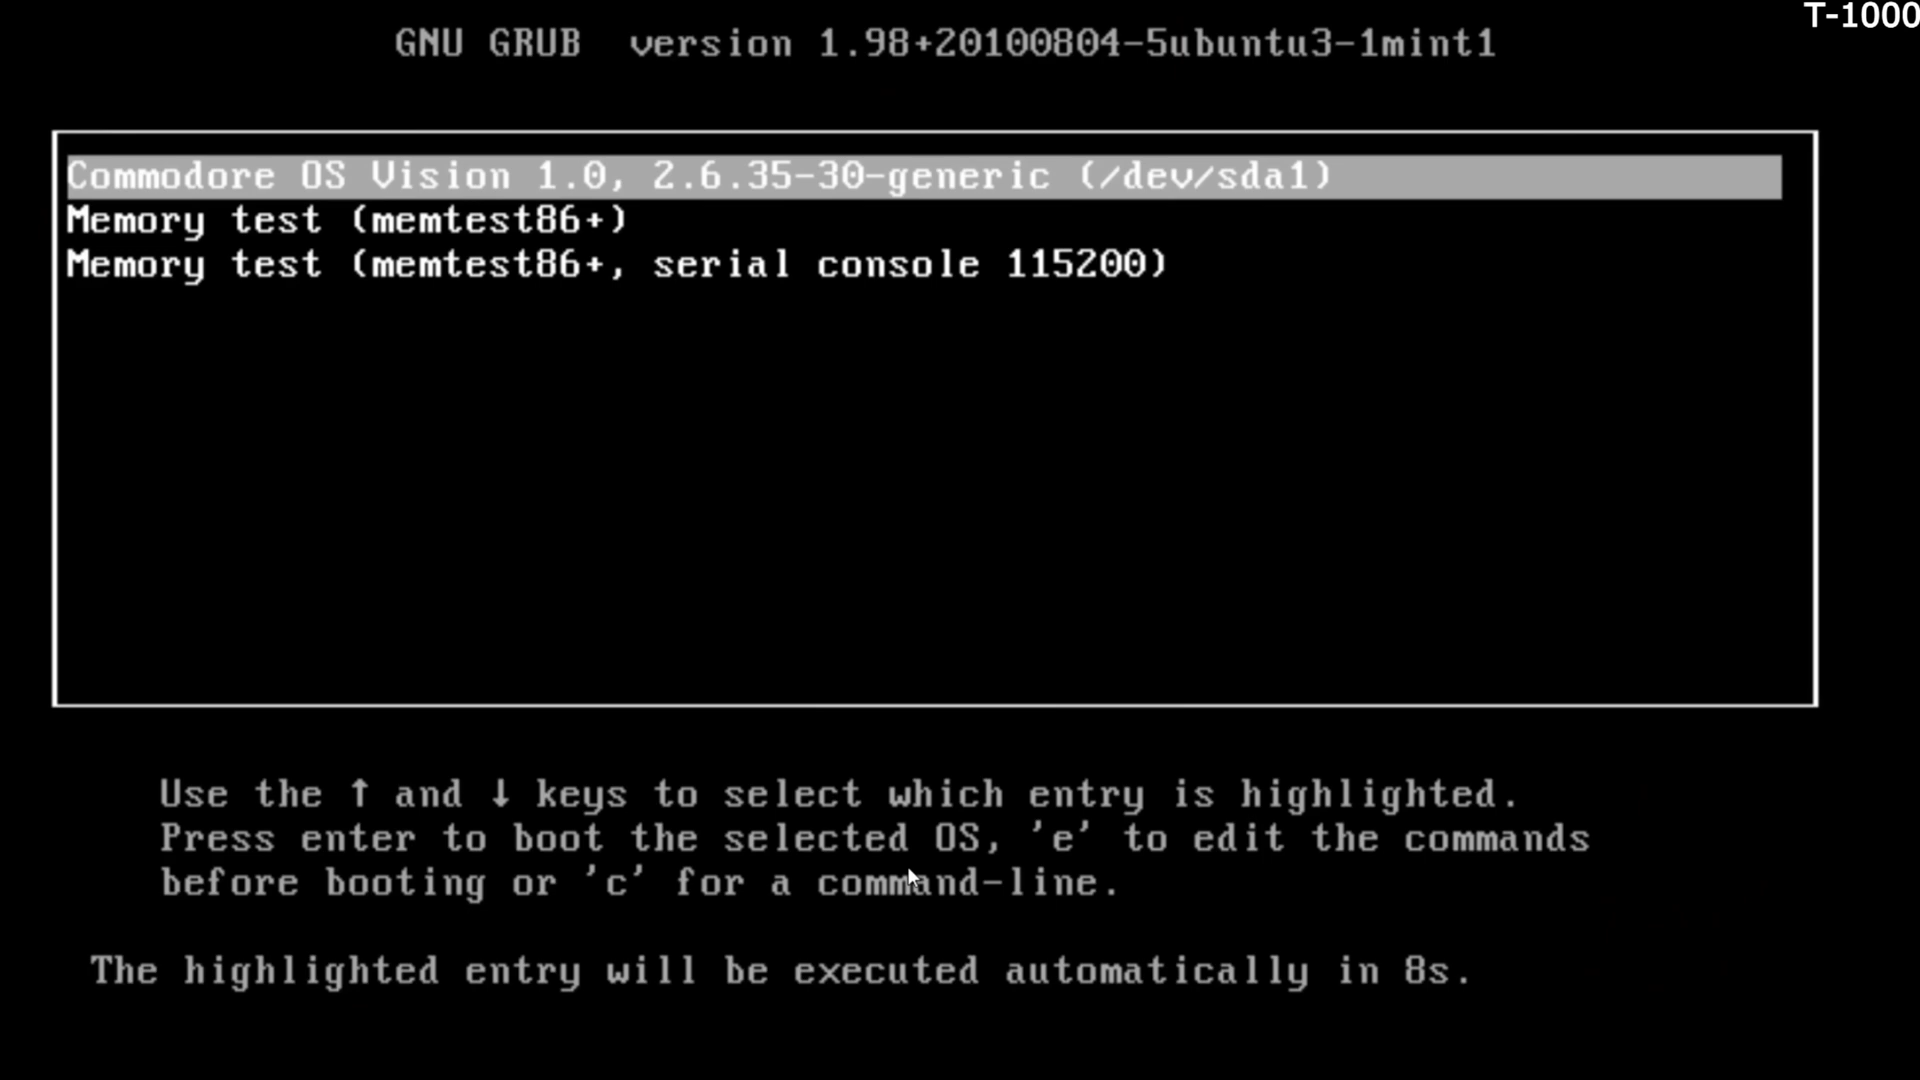 T-1000
GNU GRUB  version 1.98+20100804-5ubuntu3-1mint1
Commodore OS Vision 1.0, 2.6.35-30-generic (/dev/sda1)
Memory test (memtest86+)
Memory test (memtest86+, serial console 115200)
Use the ↑ and ↓ keys to select which entry is highlighted.
Press enter to boot the selected OS, 'e' to edit the commands
before booting or 'c' for a command-line.
The highlighted entry will be executed automatically in 8s.